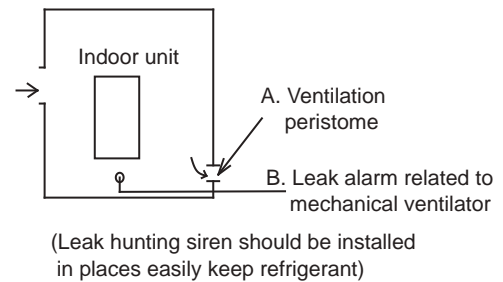 Indoor unit
A. Ventilation
peristome
B. Leak alarm related to
mechanical ventilator
(Leak hunting siren should be installed
in places easily keep refrigerant)